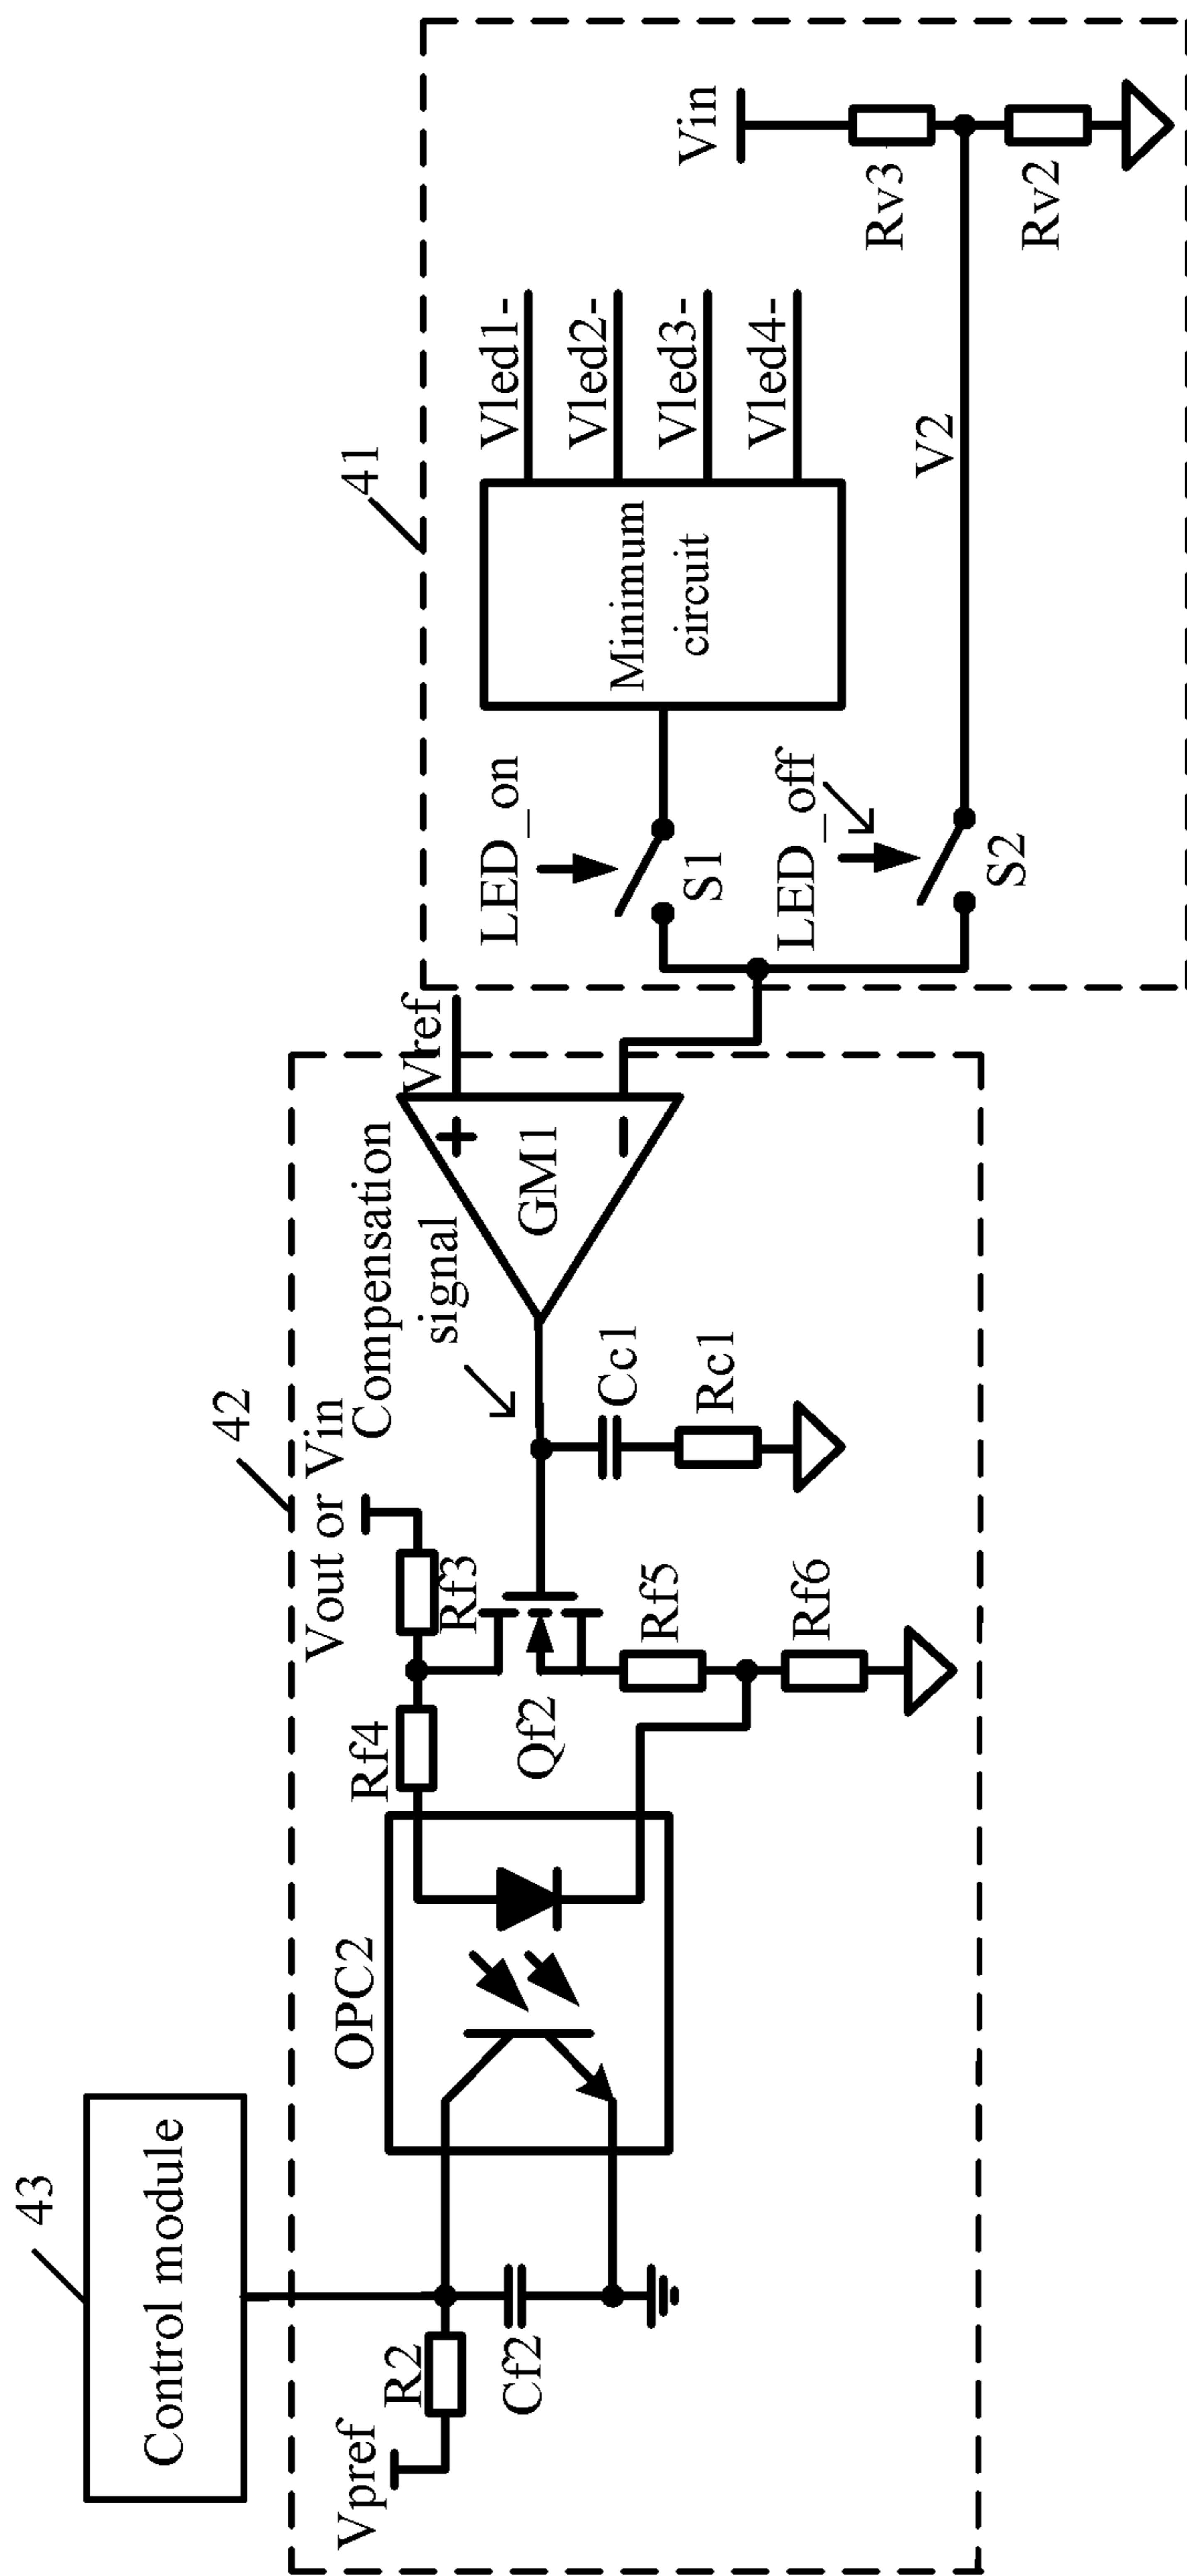 43
Control module
Vpref
R2
Cf2
OPC2
42
Vout or Vin
Rf4
Rf3
Qf2
Rf5
Rf6
Compensation
signal
Cc1
Rc1
Vref
+
GM1
−
41
LED_on
S1
LED_off
S2
Minimum
circuit
Vled1-
Vled2-
Vled3-
Vled4-
V2
Vin
Rv3
Rv2